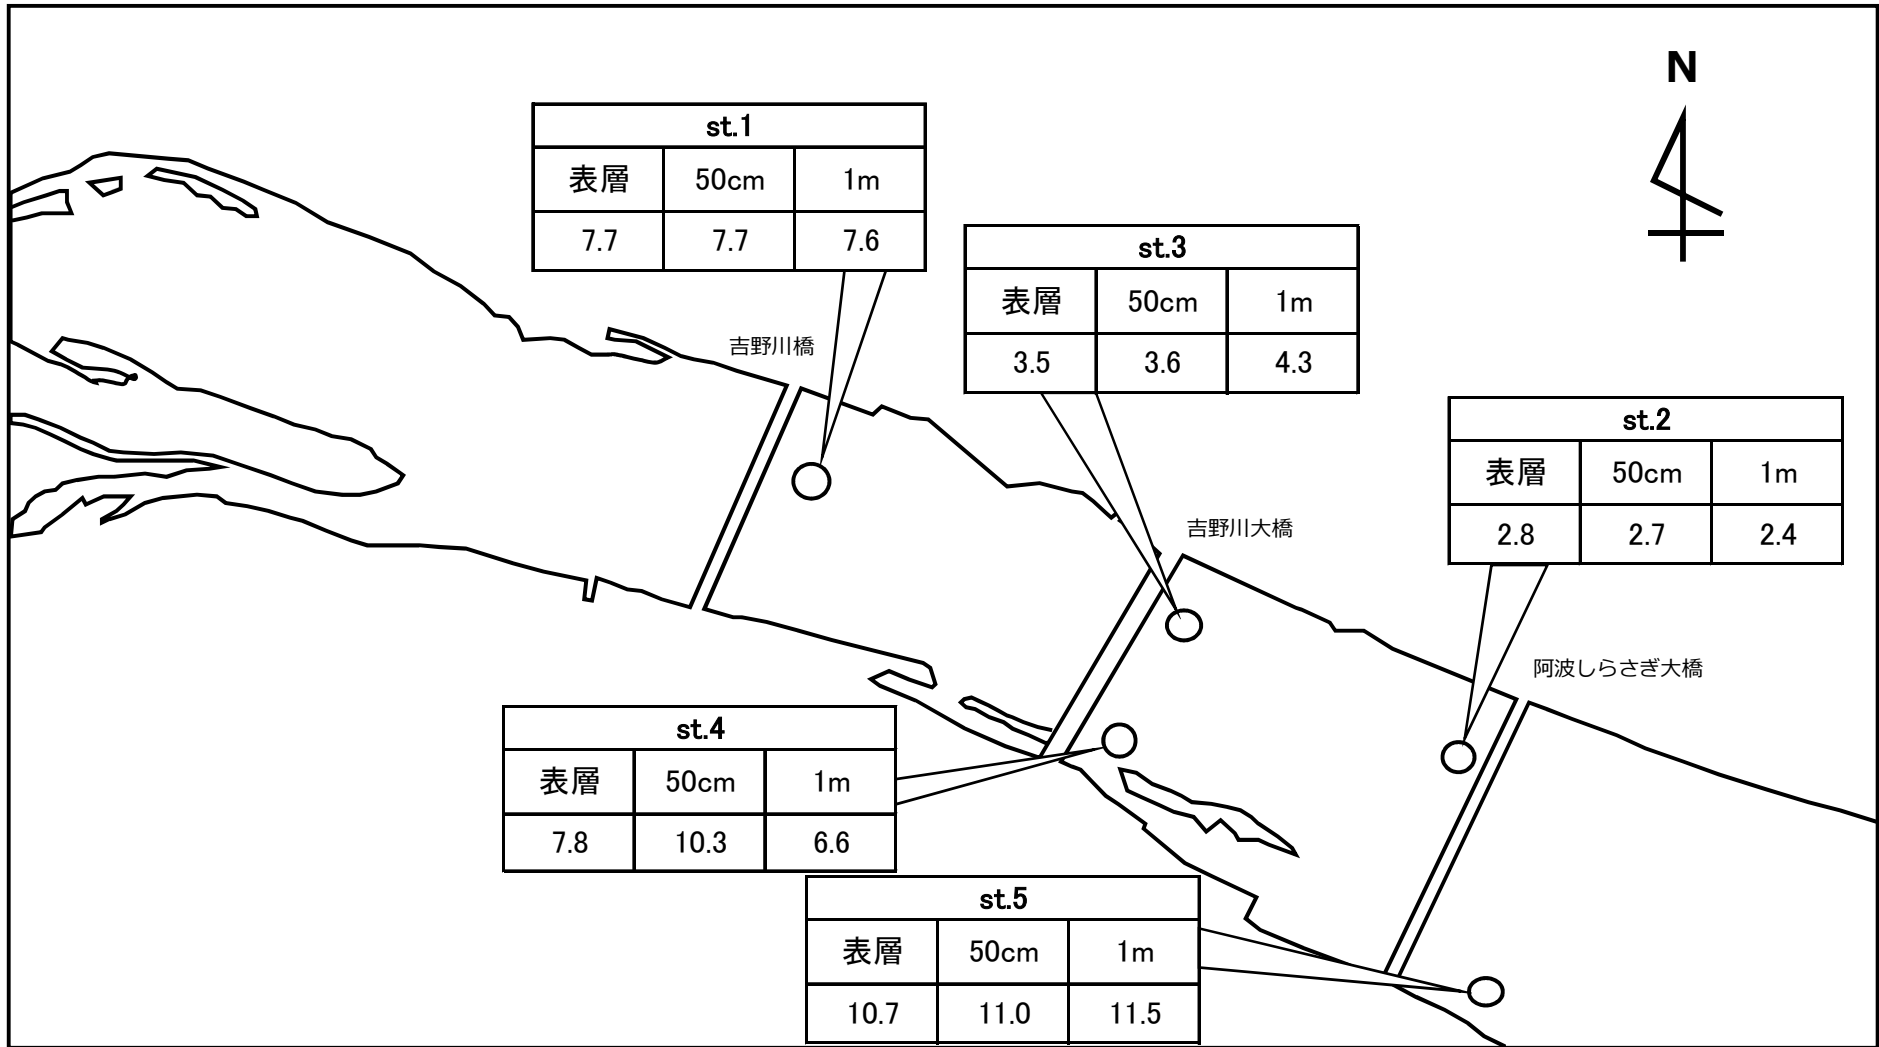 N
st.1
表層 50cm 1m
7.7 7.7 7.6
st.3
表層 50cm 1m
3.5 3.6 4.3
吉野川橋
st.2
表層 50cm 1m
2.8 2.7 2.4
吉野川大橋
阿波しらさぎ大橋
st.4
表層 50cm 1m
7.8 10.3 6.6
st.5
表層 50cm 1m
10.7 11.0 11.5